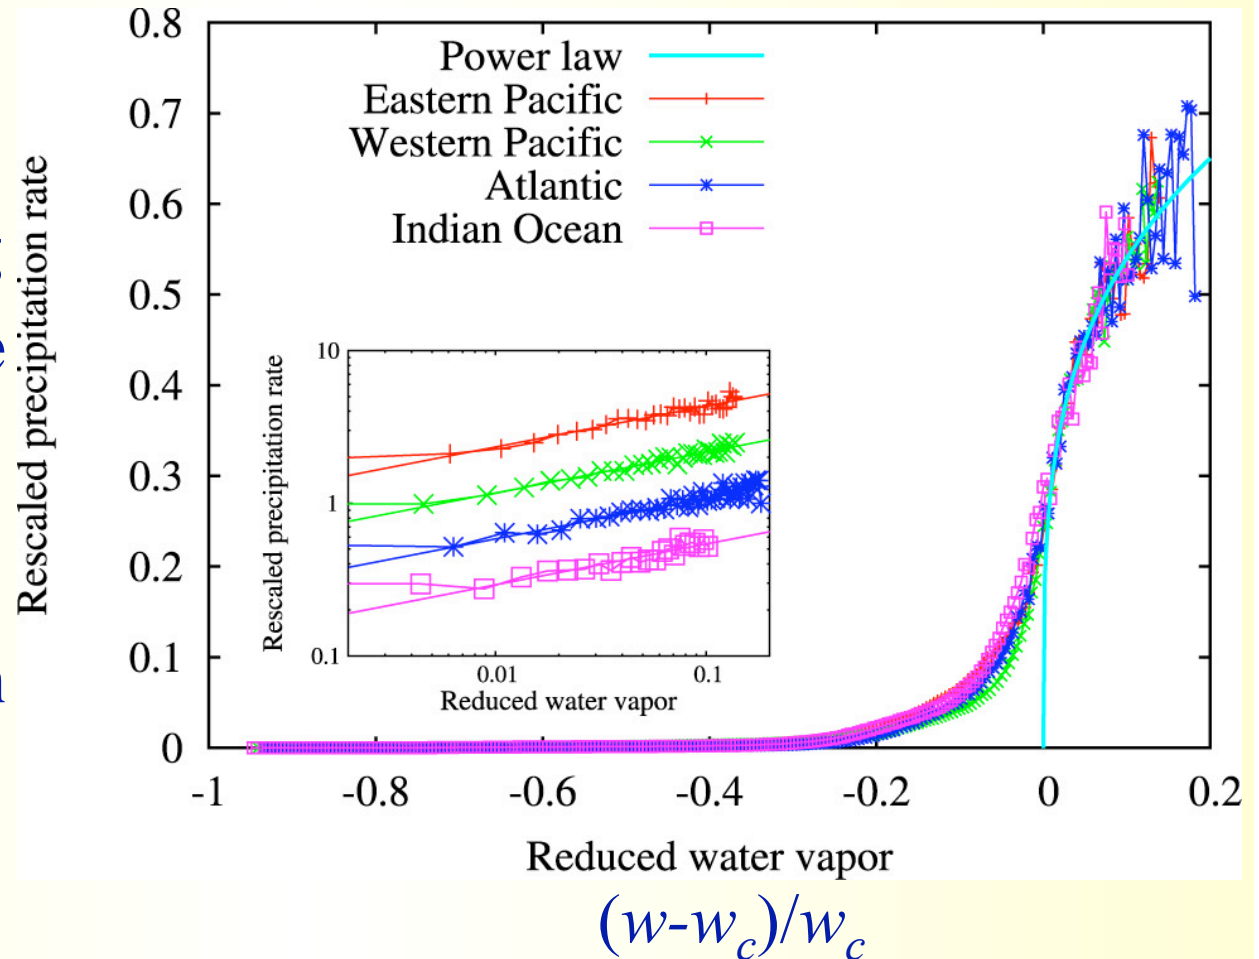 0.8
0.7
0.6
0.5
0.4
0.3
0.2
0.1
0
Rescaled precipitation rate
Power law
Eastern Pacific
Western Pacific
Atlantic
Indian Ocean
10
1
0.1
Rescaled precipitation rate
0.01 0.1
Reduced water vapor
-1 -0.8 -0.6 -0.4 -0.2 0 0.2
Reduced water vapor
(w-w_c)/w_c